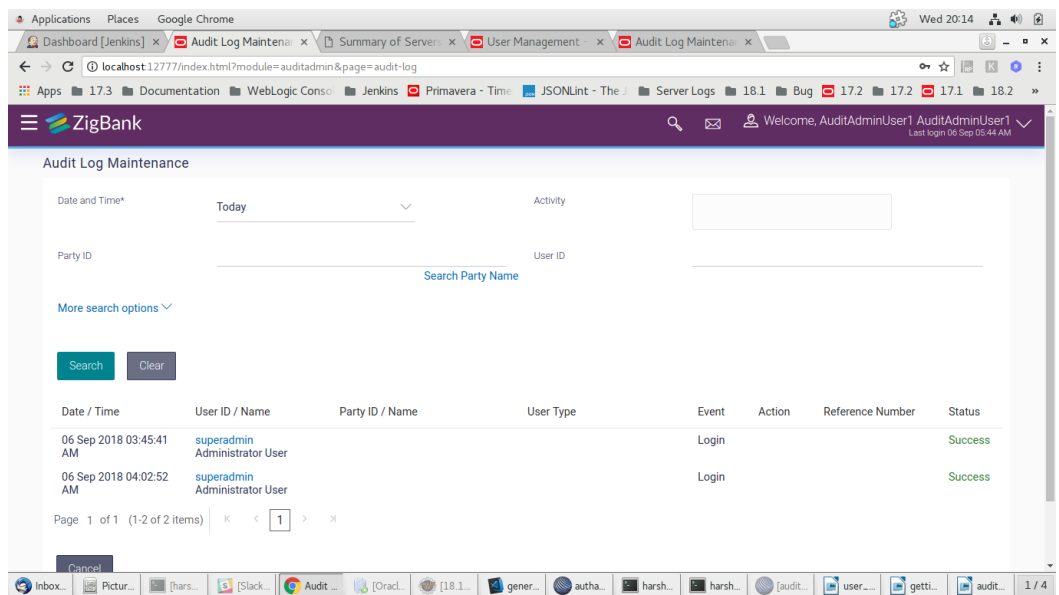 Applications Places Google Chrome Wed 20:14
Dashboard [Jenkins] × Audit Log Maintenan × Summary of Servers × User Management - × Audit Log Maintenan ×
localhost:12777/index.html?module=auditadmin&page=audit-log
Apps 17.3 Documentation WebLogic Conso Jenkins Primavera - Time JSONLint - The J Server Logs 18.1 Bug 17.2 17.2 17.1 18.2 »
ZigBank Welcome, AuditAdminUser1 AuditAdminUser1
Last login 06 Sep 05:44 AM
Audit Log Maintenance
Date and Time* Today Activity
Party ID User ID
Search Party Name
More search options
Search Clear
Date / Time User ID / Name Party ID / Name User Type Event Action Reference Number Status
06 Sep 2018 03:45:41 superadmin Login Success
AM Administrator User
06 Sep 2018 04:02:52 superadmin Login Success
AM Administrator User
Page 1 of 1 (1-2 of 2 items) 1
Cancel
Inbox... Pictur... [hars... [Slack... Audit ... [Oracl... [18.1... gener... autha... harsh... harsh... [audit... user_... getti... audit... 1 / 4